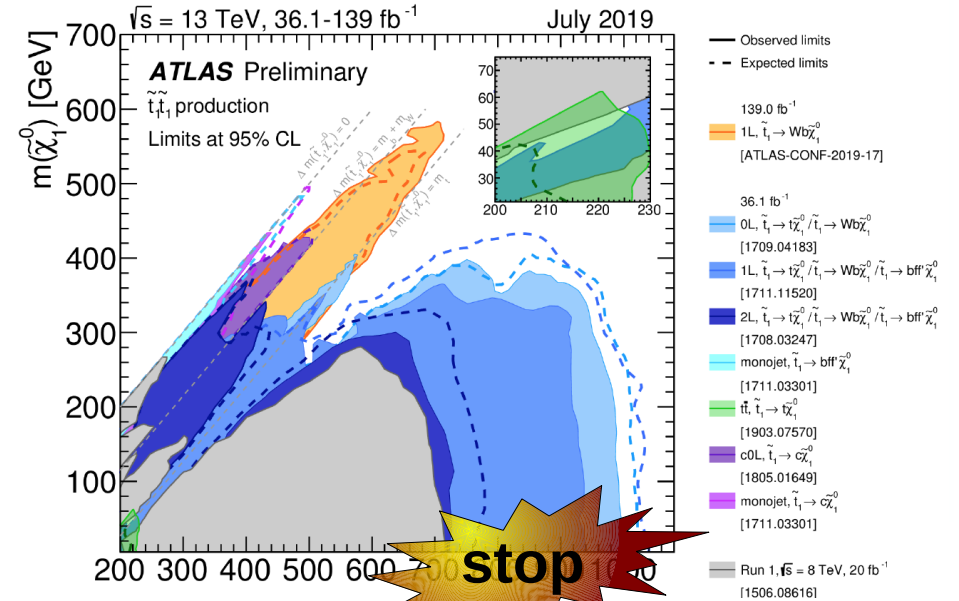 √s = 13 TeV, 36.1-139 fb⁻¹ July 2019
m(χ̃₁⁰) [GeV]
700
600
500
400
300
200
100
ATLAS Preliminary
t̃₁t̃₁ production
Limits at 95% CL
Δ m(t̃₁, χ̃₁⁰) = 0
Δ m(t̃₁, χ̃₁⁰) = m_b + m_W
Δ m(t̃₁, χ̃₁⁰) = m_t
70
60
50
40
30
200 210 220 230
200 300 400 500 600 700
stop
Observed limits
Expected limits
139.0 fb⁻¹
1L, t̃₁ → Wbχ̃₁⁰
[ATLAS-CONF-2019-17]
36.1 fb⁻¹
0L, t̃₁ → tχ̃₁⁰ / t̃₁ → Wbχ̃₁⁰
[1709.04183]
1L, t̃₁ → tχ̃₁⁰ / t̃₁ → Wbχ̃₁⁰ / t̃₁ → bff'χ̃₁⁰
[1711.11520]
2L, t̃₁ → tχ̃₁⁰ / t̃₁ → Wbχ̃₁⁰ / t̃₁ → bff'χ̃₁⁰
[1708.03247]
monojet, t̃₁ → bff'χ̃₁⁰
[1711.03301]
tt̄, t̃₁ → tχ̃₁⁰
[1903.07570]
c0L, t̃₁ → cχ̃₁⁰
[1805.01649]
monojet, t̃₁ → cχ̃₁⁰
[1711.03301]
Run 1, √s = 8 TeV, 20 fb⁻¹
[1506.08616]